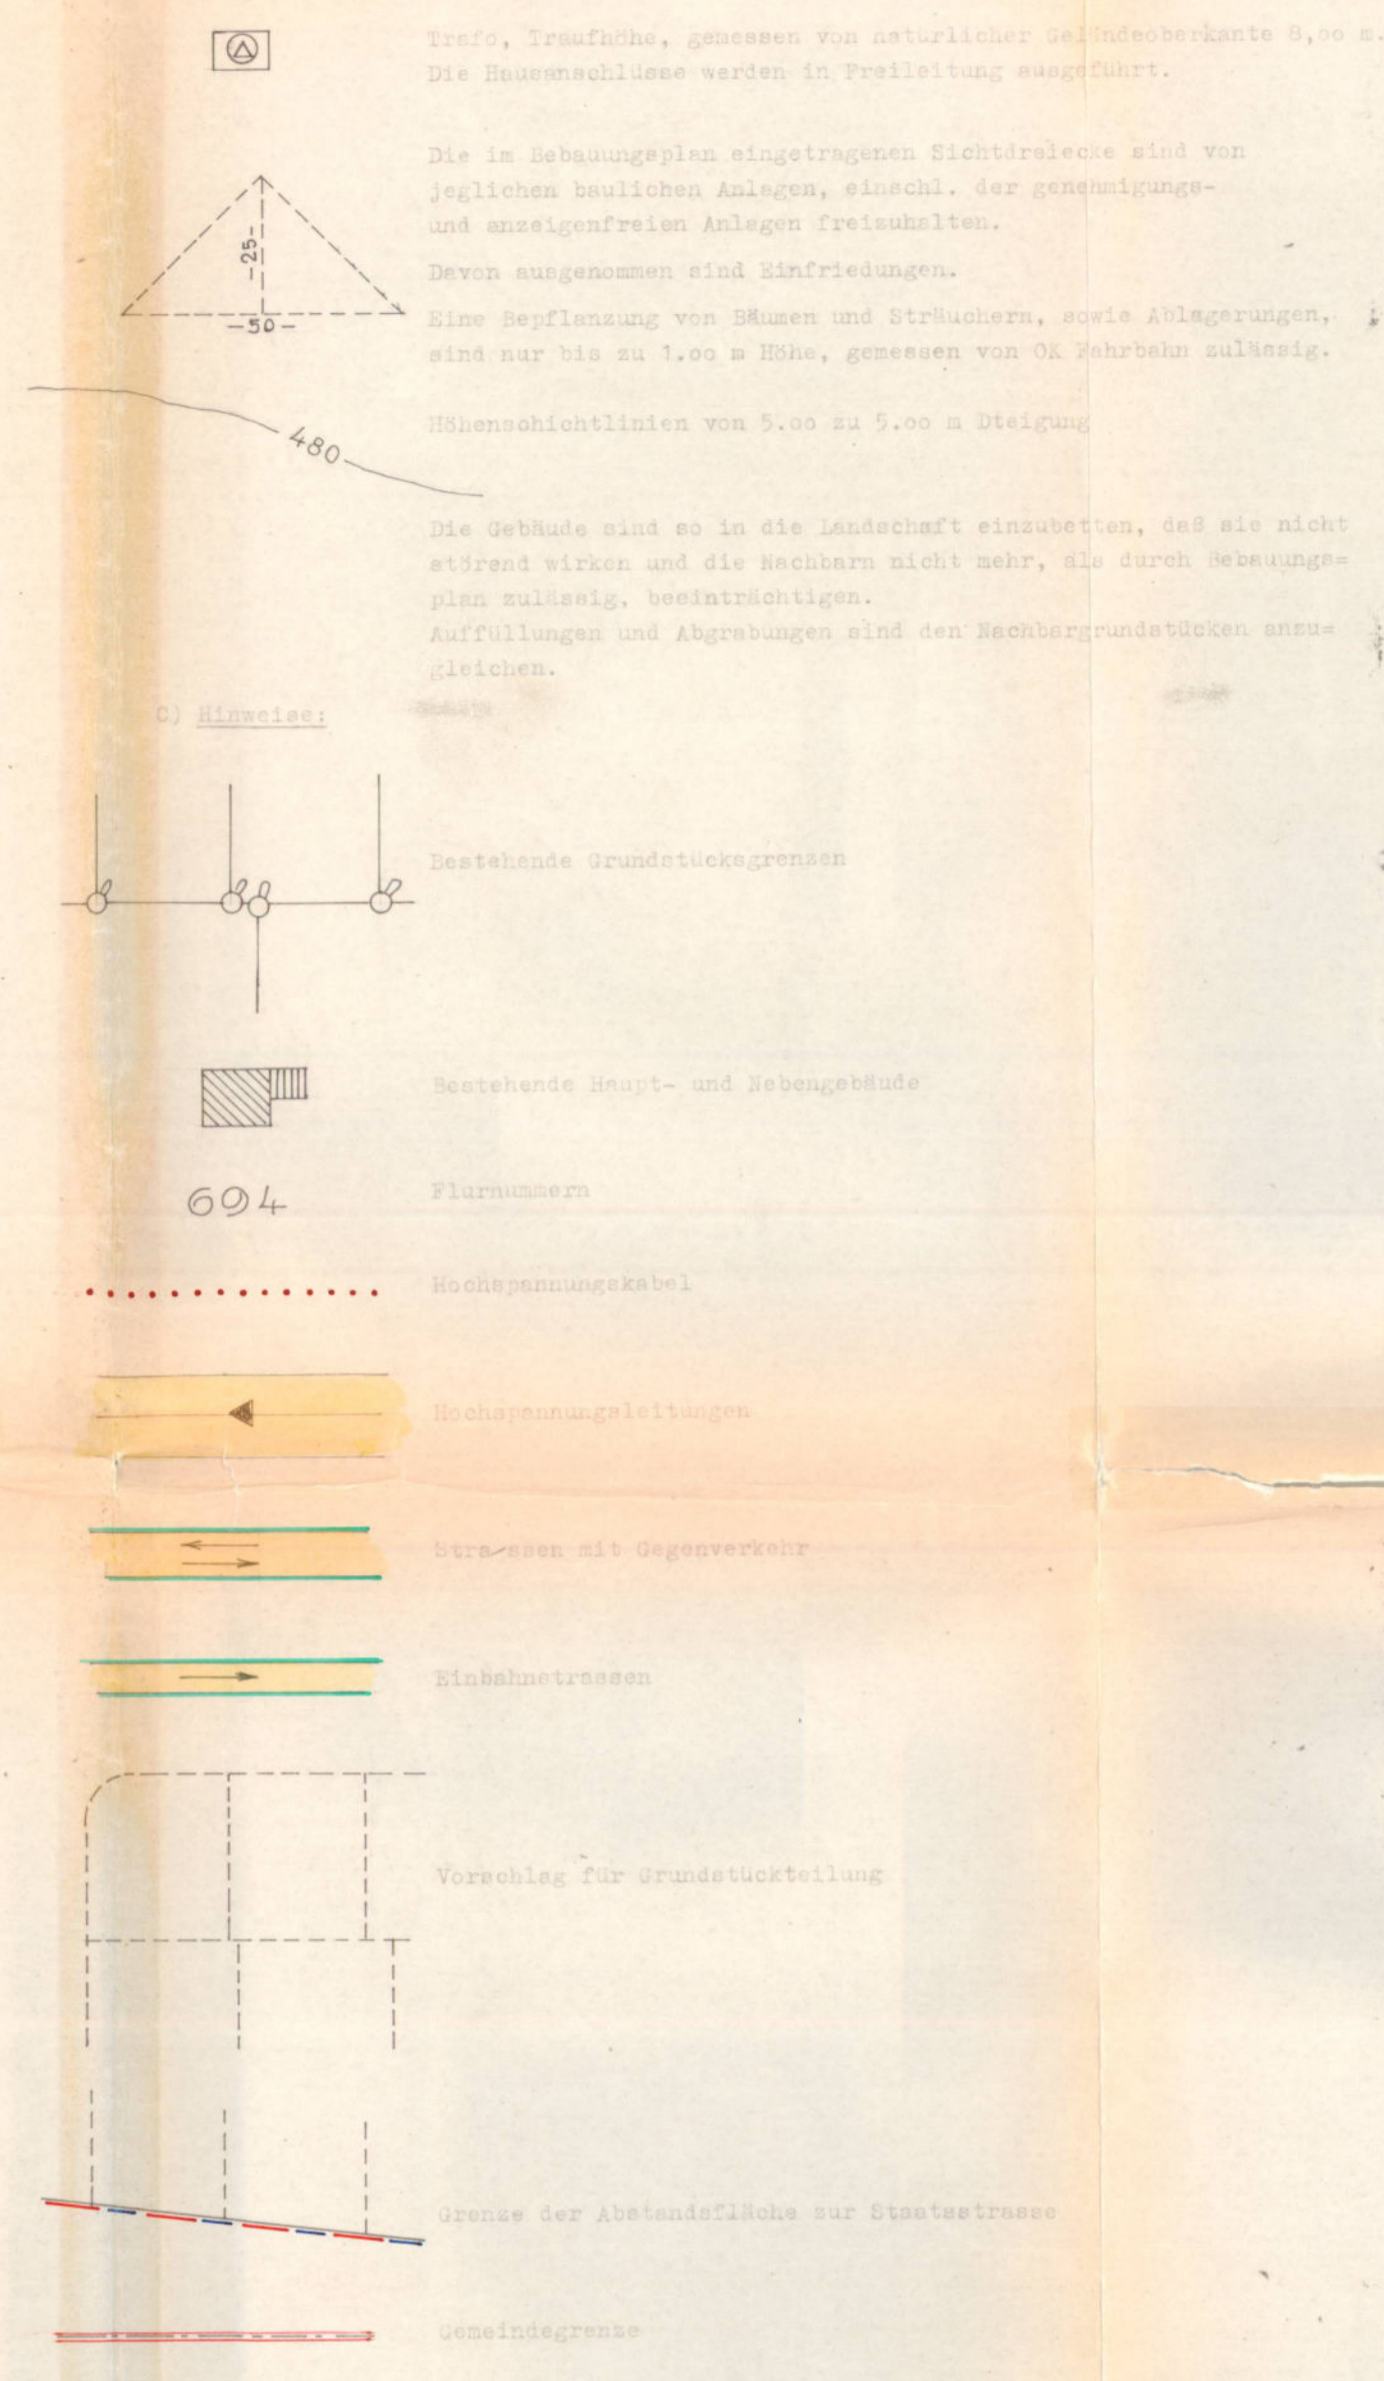 Trafo, Traufhöhe, gemessen von natürlicher Geländeoberkante 8,oo m.
Die Hausanschlüsse werden in Freileitung ausgeführt.
Die im Bebauungsplan eingetragenen Sichtdreiecke sind von
jeglichen baulichen Anlagen, einschl. der genehmigungs-
und anzeigenfreien Anlagen freizuhalten.
-25-
Davon ausgenommen sind Einfriedungen.
-50-
Eine Bepflanzung von Bäumen und Sträuchern, sowie Ablagerungen,
sind nur bis zu 1.oo m Höhe, gemessen von OK Fahrbahn zulässig.
480
Höhenschichtlinien von 5.oo zu 5.oo m Dteigung
Die Gebäude sind so in die Landschaft einzubetten, daß sie nicht
störend wirken und die Nachbarn nicht mehr, als durch Bebauungs=
plan zulässig, beeinträchtigen.
Auffüllungen und Abgrabungen sind den Nachbargrundstücken anzu=
gleichen.
C) Hinweise:
Bestehende Grundstücksgrenzen
Bestehende Haupt- und Nebengebäude
694
Flurnummern
Hochspannungskabel
Hochspannungsleitungen
Strassen mit Gegenverkehr
Einbahnstrassen
Vorschlag für Grundstückteilung
Grenze der Abstandsfläche zur Staatsstrasse
Gemeindegrenze